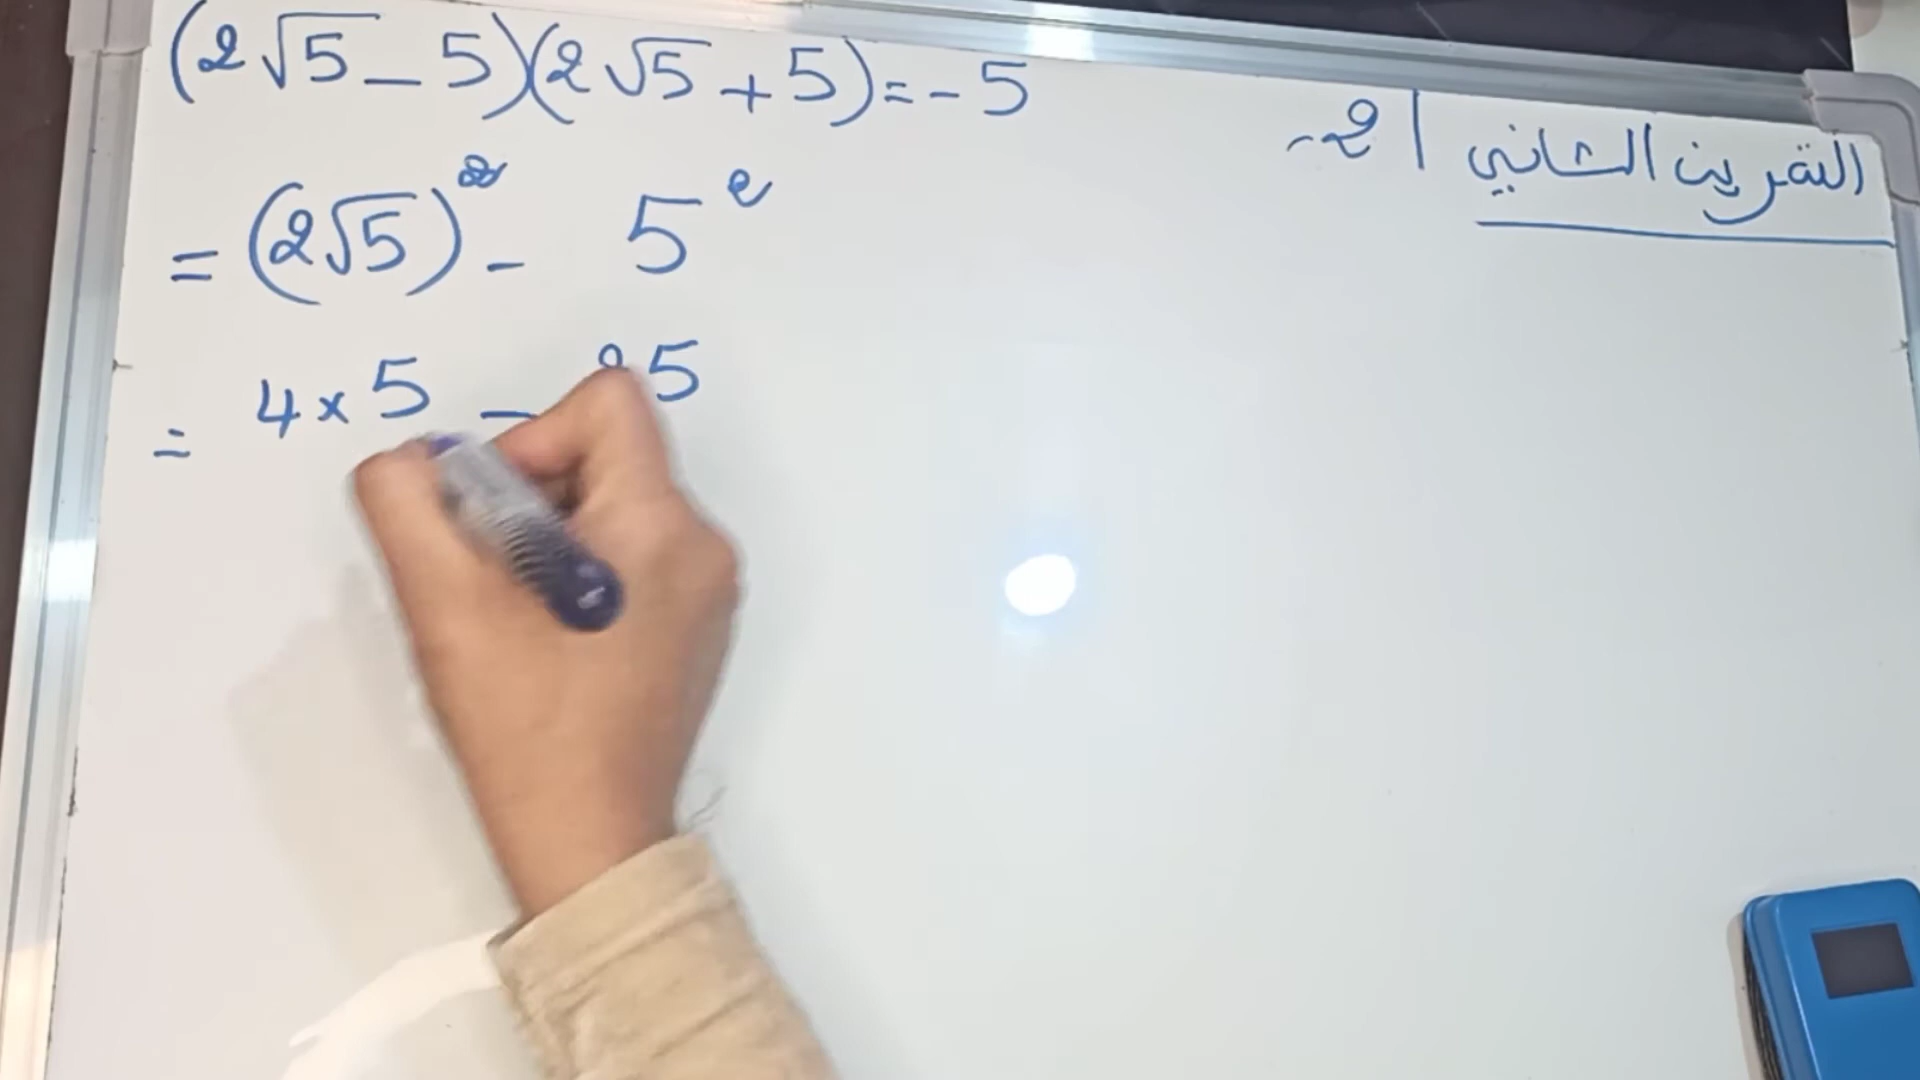 (2√5 - 5)(2√5 + 5) = - 5
التمرين الثاني | 2-
= (2√5)² - 5²
= 4 × 5 - 25